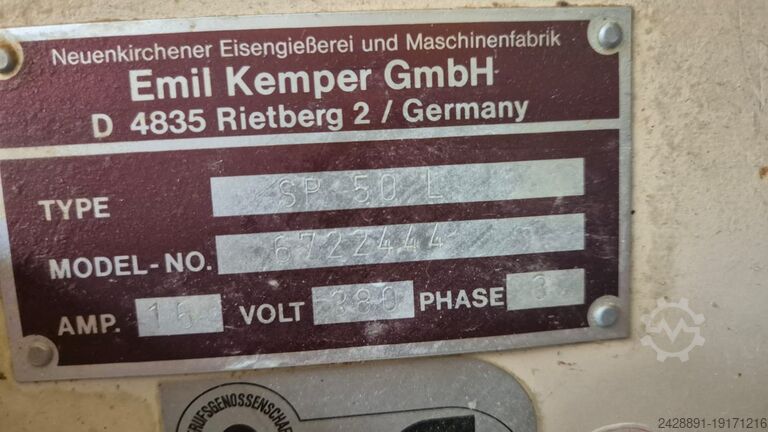 Neuenkirchener Eisengießerei und Maschinenfabrik
Emil Kemper GmbH
D 4835 Rietberg 2 / Germany
TYPE SP 50 L
MODEL-NO. 6722444
AMP. 15 VOLT 380 PHASE 3
BERUFSGENOSSENSCHAF
2428891-19171216